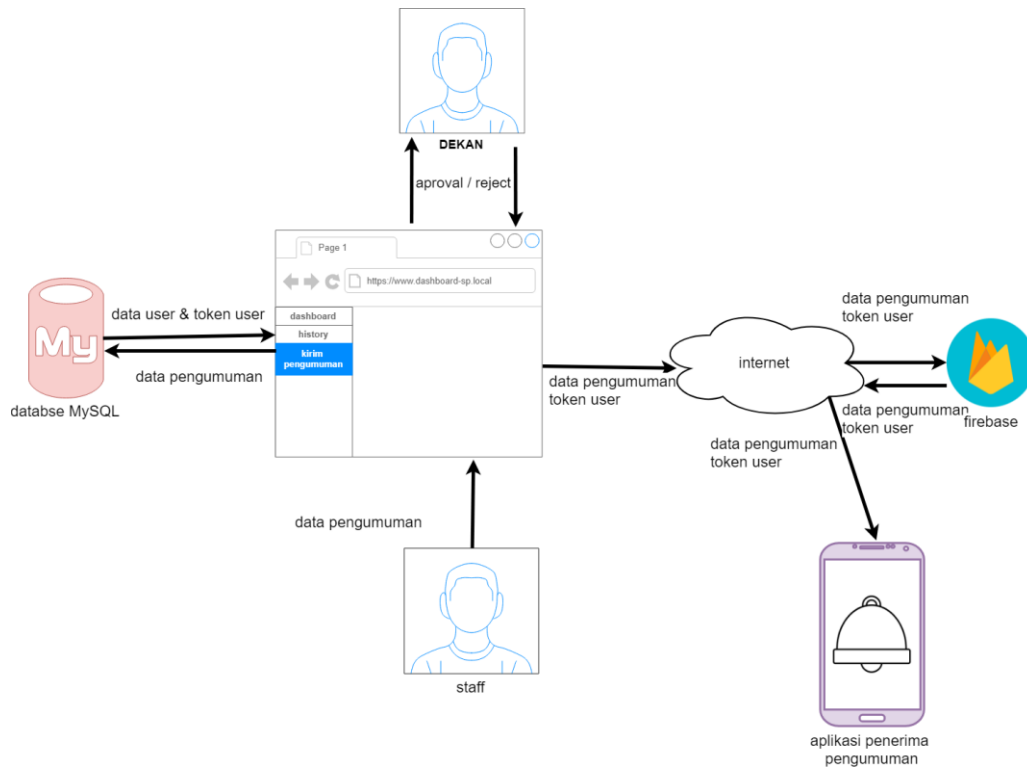 DEKAN
aproval / reject
Page 1
https://www.dashboard-sp.local
dashboard
history
kirim
pengumuman
My
databse MySQL
data user & token user
data pengumuman
data pengumuman
token user
internet
data pengumuman
token user
data pengumuman
token user
firebase
data pengumuman
token user
data pengumuman
staff
aplikasi penerima
pengumuman